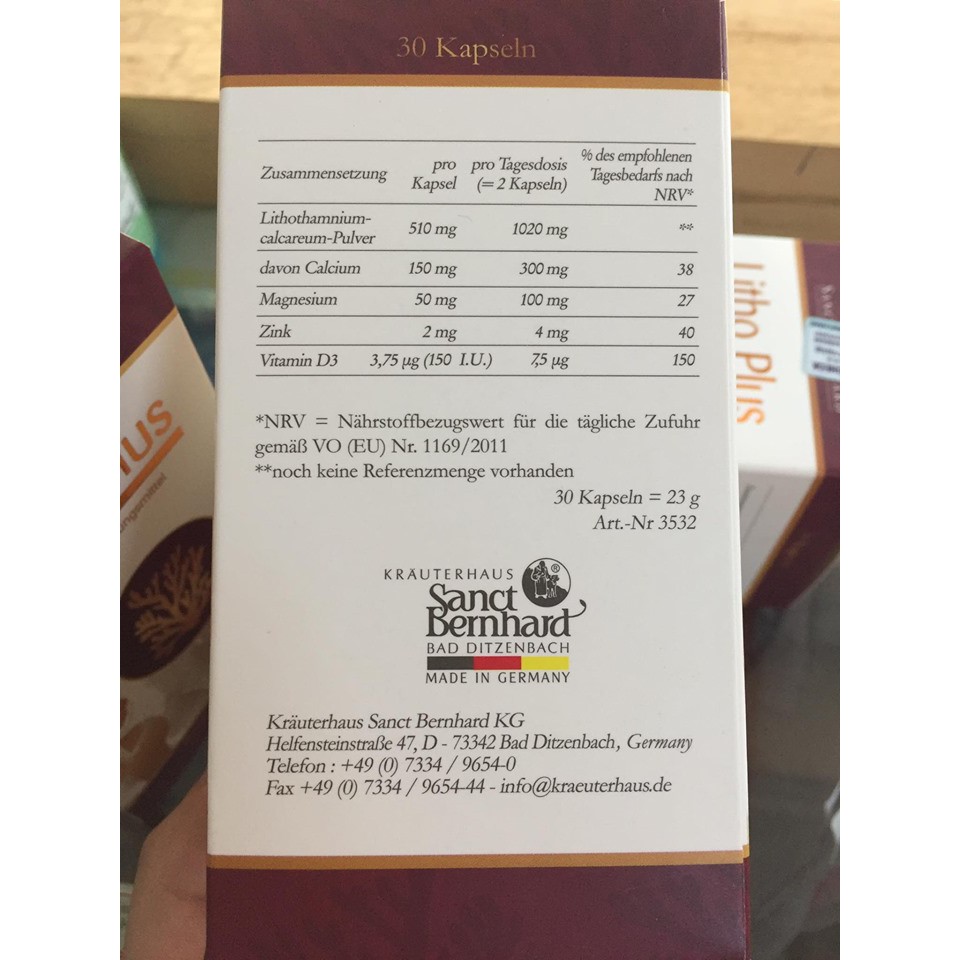 30 Kapseln
Zusammensetzung pro Kapsel pro Tagesdosis (= 2 Kapseln) % des empfohlenen Tagesbedarfs nach NRV*
Lithothamnium-
calcareum-Pulver 510 mg 1020 mg **
davon Calcium 150 mg 300 mg 38
Magnesium 50 mg 100 mg 27
Zink 2 mg 4 mg 40
Vitamin D3 3,75 µg (150 I.U.) 7,5 µg 150
*NRV = Nährstoffbezugswert für die tägliche Zufuhr
gemäß VO (EU) Nr. 1169/2011
**noch keine Referenzmenge vorhanden
30 Kapseln = 23 g
Art.-Nr 3532
KRÄUTERHAUS
®
Sanct
Bernhard
BAD DITZENBACH
MADE IN GERMANY
Kräuterhaus Sanct Bernhard KG
Helfensteinstraße 47, D - 73342 Bad Ditzenbach, Germany
Telefon : +49 (0) 7334 / 9654-0
Fax +49 (0) 7334 / 9654-44 - info@kraeuterhaus.de
Litho Plus